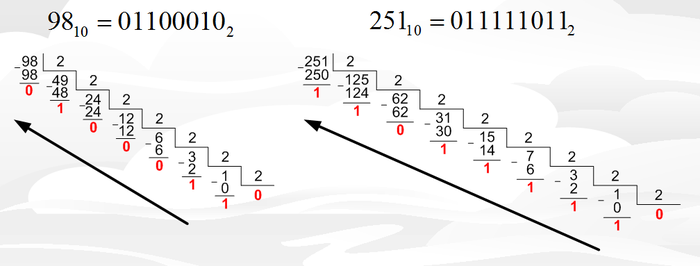 98₁₀ = 01100010₂
251₁₀ = 011111011₂
-98 2
98 -49 2
0 48 -24 2
1 24 -12 2
0 12 -6 2
0 6 -3 2
0 2 -1 2
1 0 0
1
-251 2
250 -125 2
1 124 -62 2
1 62 -31 2
0 30 -15 2
1 14 -7 2
1 6 -3 2
1 2 -1 2
1 0 0
1